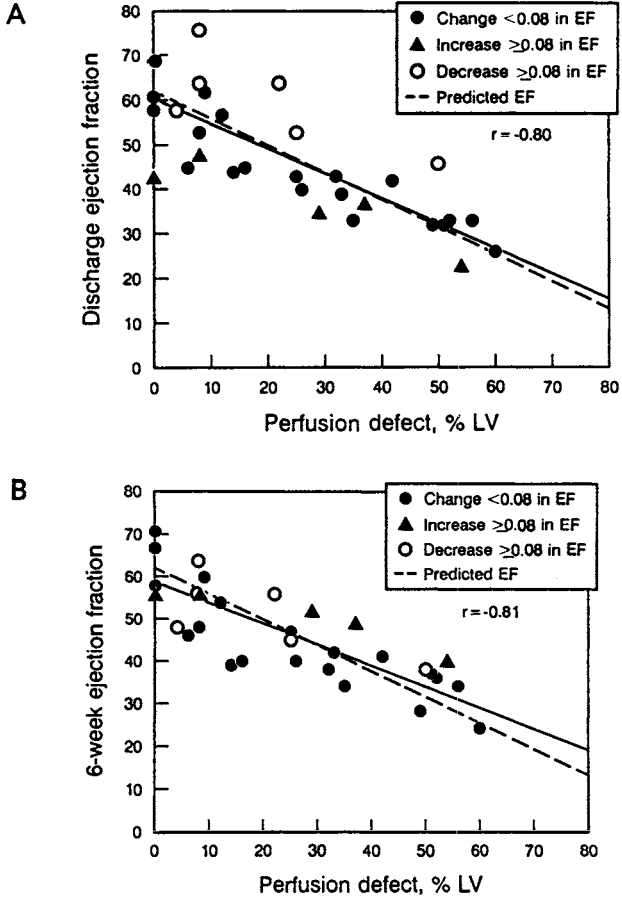 A
80
70
60
50
40
30
20
10
0
Discharge ejection fraction
Change <0.08 in EF
Increase ≥0.08 in EF
Decrease ≥0.08 in EF
Predicted EF
r = -0.80
0 10 20 30 40 50 60 70 80
Perfusion defect, % LV
B
80
70
60
50
40
30
20
10
0
6-week ejection fraction
Change <0.08 in EF
Increase ≥0.08 in EF
Decrease ≥0.08 in EF
Predicted EF
r=-0.81
0 10 20 30 40 50 60 70 80
Perfusion defect, % LV